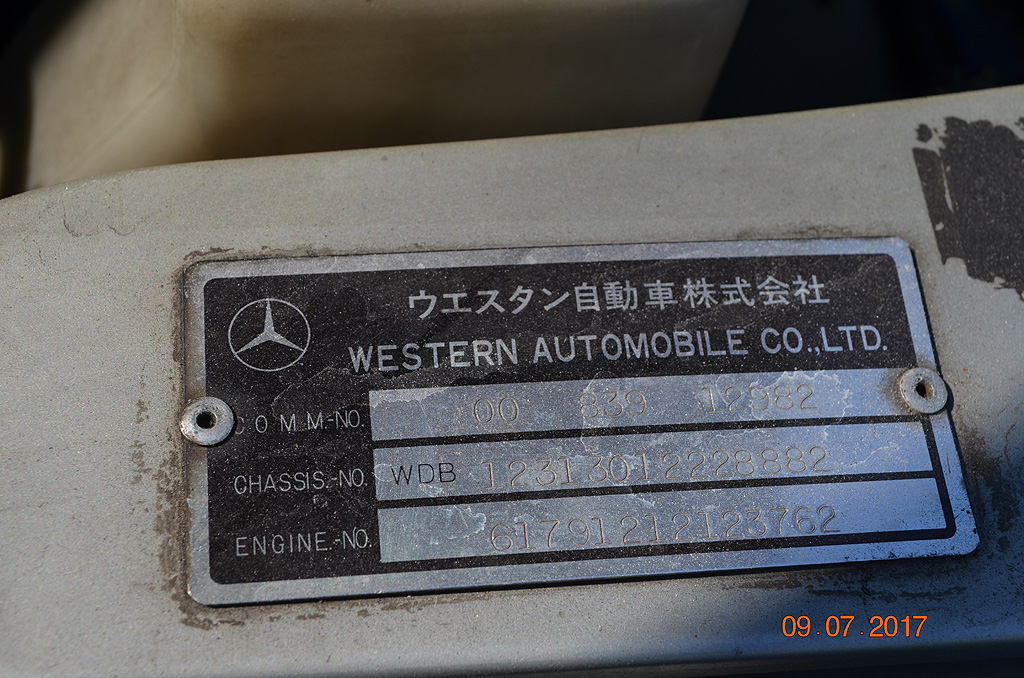 ウエスタン自動車株式会社
WESTERN AUTOMOBILE CO.,LTD.
COMM.-NO. 00 839 12982
CHASSIS.-NO. WDB 12313012228882
ENGINE.-NO. 61791212123762
09.07.2017